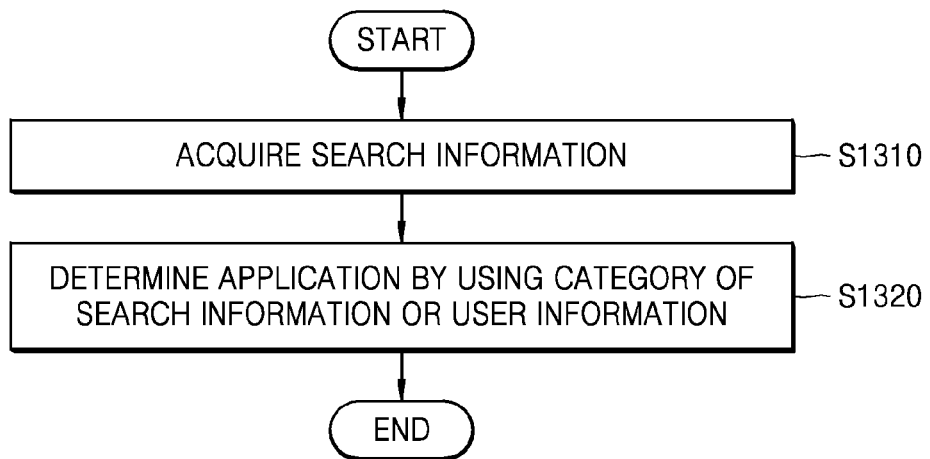 START
ACQUIRE SEARCH INFORMATION
S1310
DETERMINE APPLICATION BY USING CATEGORY OF
SEARCH INFORMATION OR USER INFORMATION
S1320
END